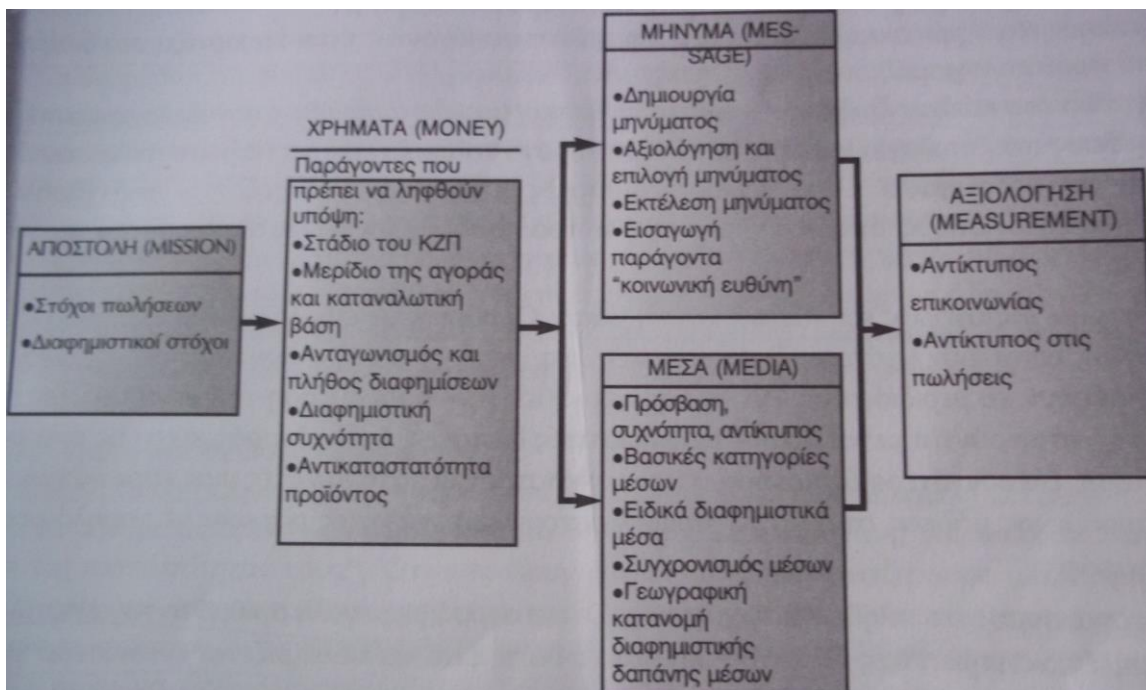 ΑΠΟΣΤΟΛΗ (MISSION)
●Στόχοι πωλήσεων
●Διαφημιστικοί στόχοι
ΧΡΗΜΑΤΑ (MONEY)
Παράγοντες που
πρέπει να ληφθούν
υπόψη:
●Στάδιο του ΚΖΠ
●Μερίδιο της αγοράς
και καταναλωτική
βάση
●Ανταγωνισμός και
πλήθος διαφημίσεων
●Διαφημιστική
συχνότητα
●Αντικαταστατότητα
προϊόντος
ΜΗΝΥΜΑ (MES-
SAGE)
●Δημιουργία
μηνύματος
●Αξιολόγηση και
επιλογή μηνύματος
●Εκτέλεση μηνύματος
●Εισαγωγή
παράγοντα
“κοινωνική ευθύνη”
ΜΕΣΑ (MEDIA)
●Πρόσβαση,
συχνότητα, αντίκτυπος
●Βασικές κατηγορίες
μέσων
●Ειδικά διαφημιστικά
μέσα
●Συγχρονισμός μέσων
●Γεωγραφική
κατανομή
διαφημιστικής
δαπάνης μέσων
ΑΞΙΟΛΟΓΗΣΗ
(MEASUREMENT)
●Αντίκτυπος
επικοινωνίας
●Αντίκτυπος στις
πωλήσεις